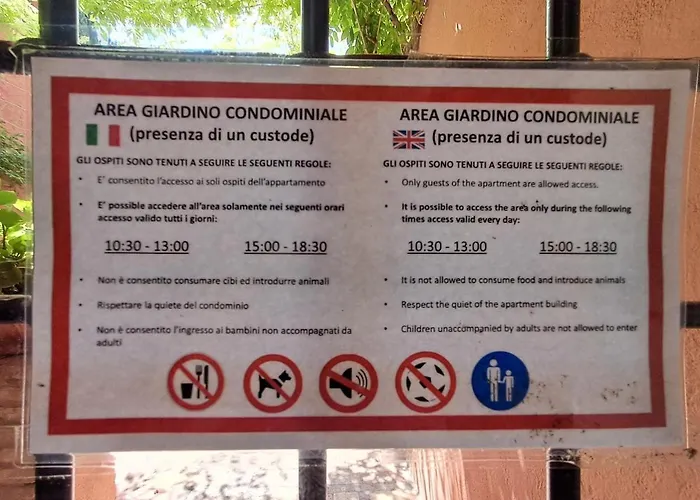 AREA GIARDINO CONDOMINIALE
(presenza di un custode)
GLI OSPITI SONO TENUTI A SEGUIRE LE SEGUENTI REGOLE:
• E' consentito l'accesso ai soli ospiti dell'appartamento
• E' possibile accedere all'area solamente nei seguenti orari
accesso valido tutti i giorni:
10:30 - 13:00 15:00 - 18:30
• Non è consentito consumare cibi ed introdurre animali
• Rispettare la quiete del condominio
• Non è consentito l'ingresso ai bambini non accompagnati da
adulti
AREA GIARDINO CONDOMINIALE
(presenza di un custode)
GLI OSPITI SONO TENUTI A SEGUIRE LE SEGUENTI REGOLE:
• Only guests of the apartment are allowed access.
• It is possible to access the area only during the following
times access valid every day:
10:30 - 13:00 15:00 - 18:30
• It is not allowed to consume food and introduce animals
• Respect the quiet of the apartment building
• Children unaccompanied by adults are not allowed to enter